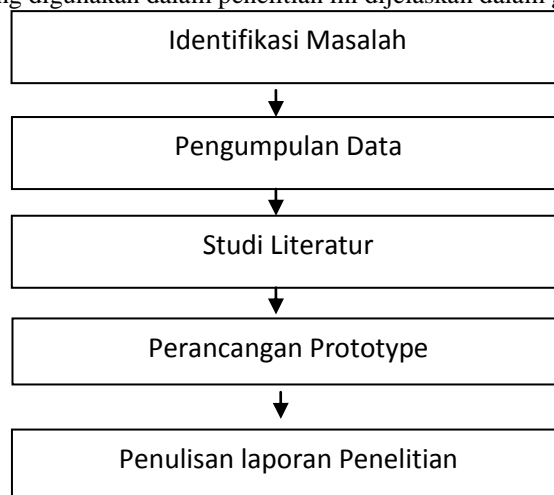 digunakan dalam penelitian ini dijelaskan dalam
Identifikasi Masalah
Pengumpulan Data
Studi Literatur
Perancangan Prototype
Penulisan laporan Penelitian